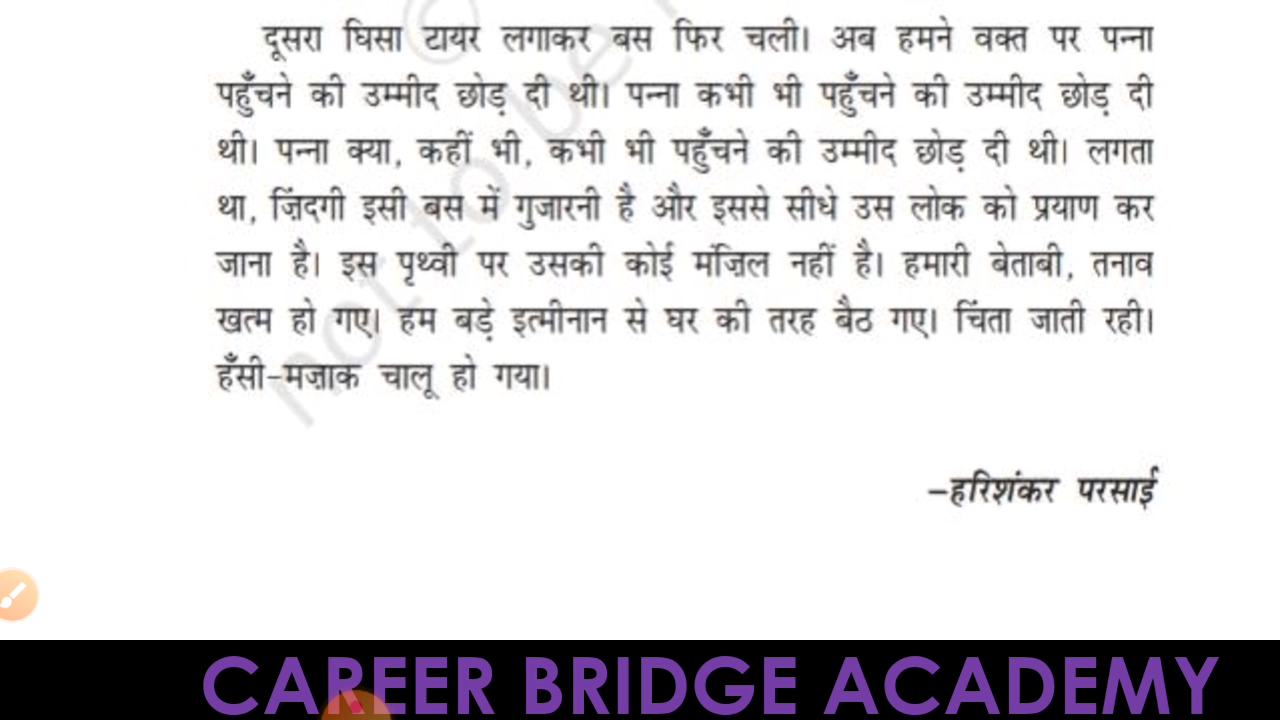 दूसरा घिसा टायर लगाकर बस फिर चली। अब हमने वक्त पर पन्ना
पहुँचने की उम्मीद छोड़ दी थी। पन्ना कभी भी पहुँचने की उम्मीद छोड़ दी
थी। पन्ना क्या, कहीं भी, कभी भी पहुँचने की उम्मीद छोड़ दी थी। लगता
था, ज़िंदगी इसी बस में गुजारनी है और इससे सीधे उस लोक को प्रयाण कर
जाना है। इस पृथ्वी पर उसकी कोई मंज़िल नहीं है। हमारी बेताबी, तनाव
खत्म हो गए। हम बड़े इत्मीनान से घर की तरह बैठ गए। चिंता जाती रही।
हँसी-मज़ाक चालू हो गया।
–हरिशंकर परसाई
not to be
CAREER BRIDGE ACADEMY